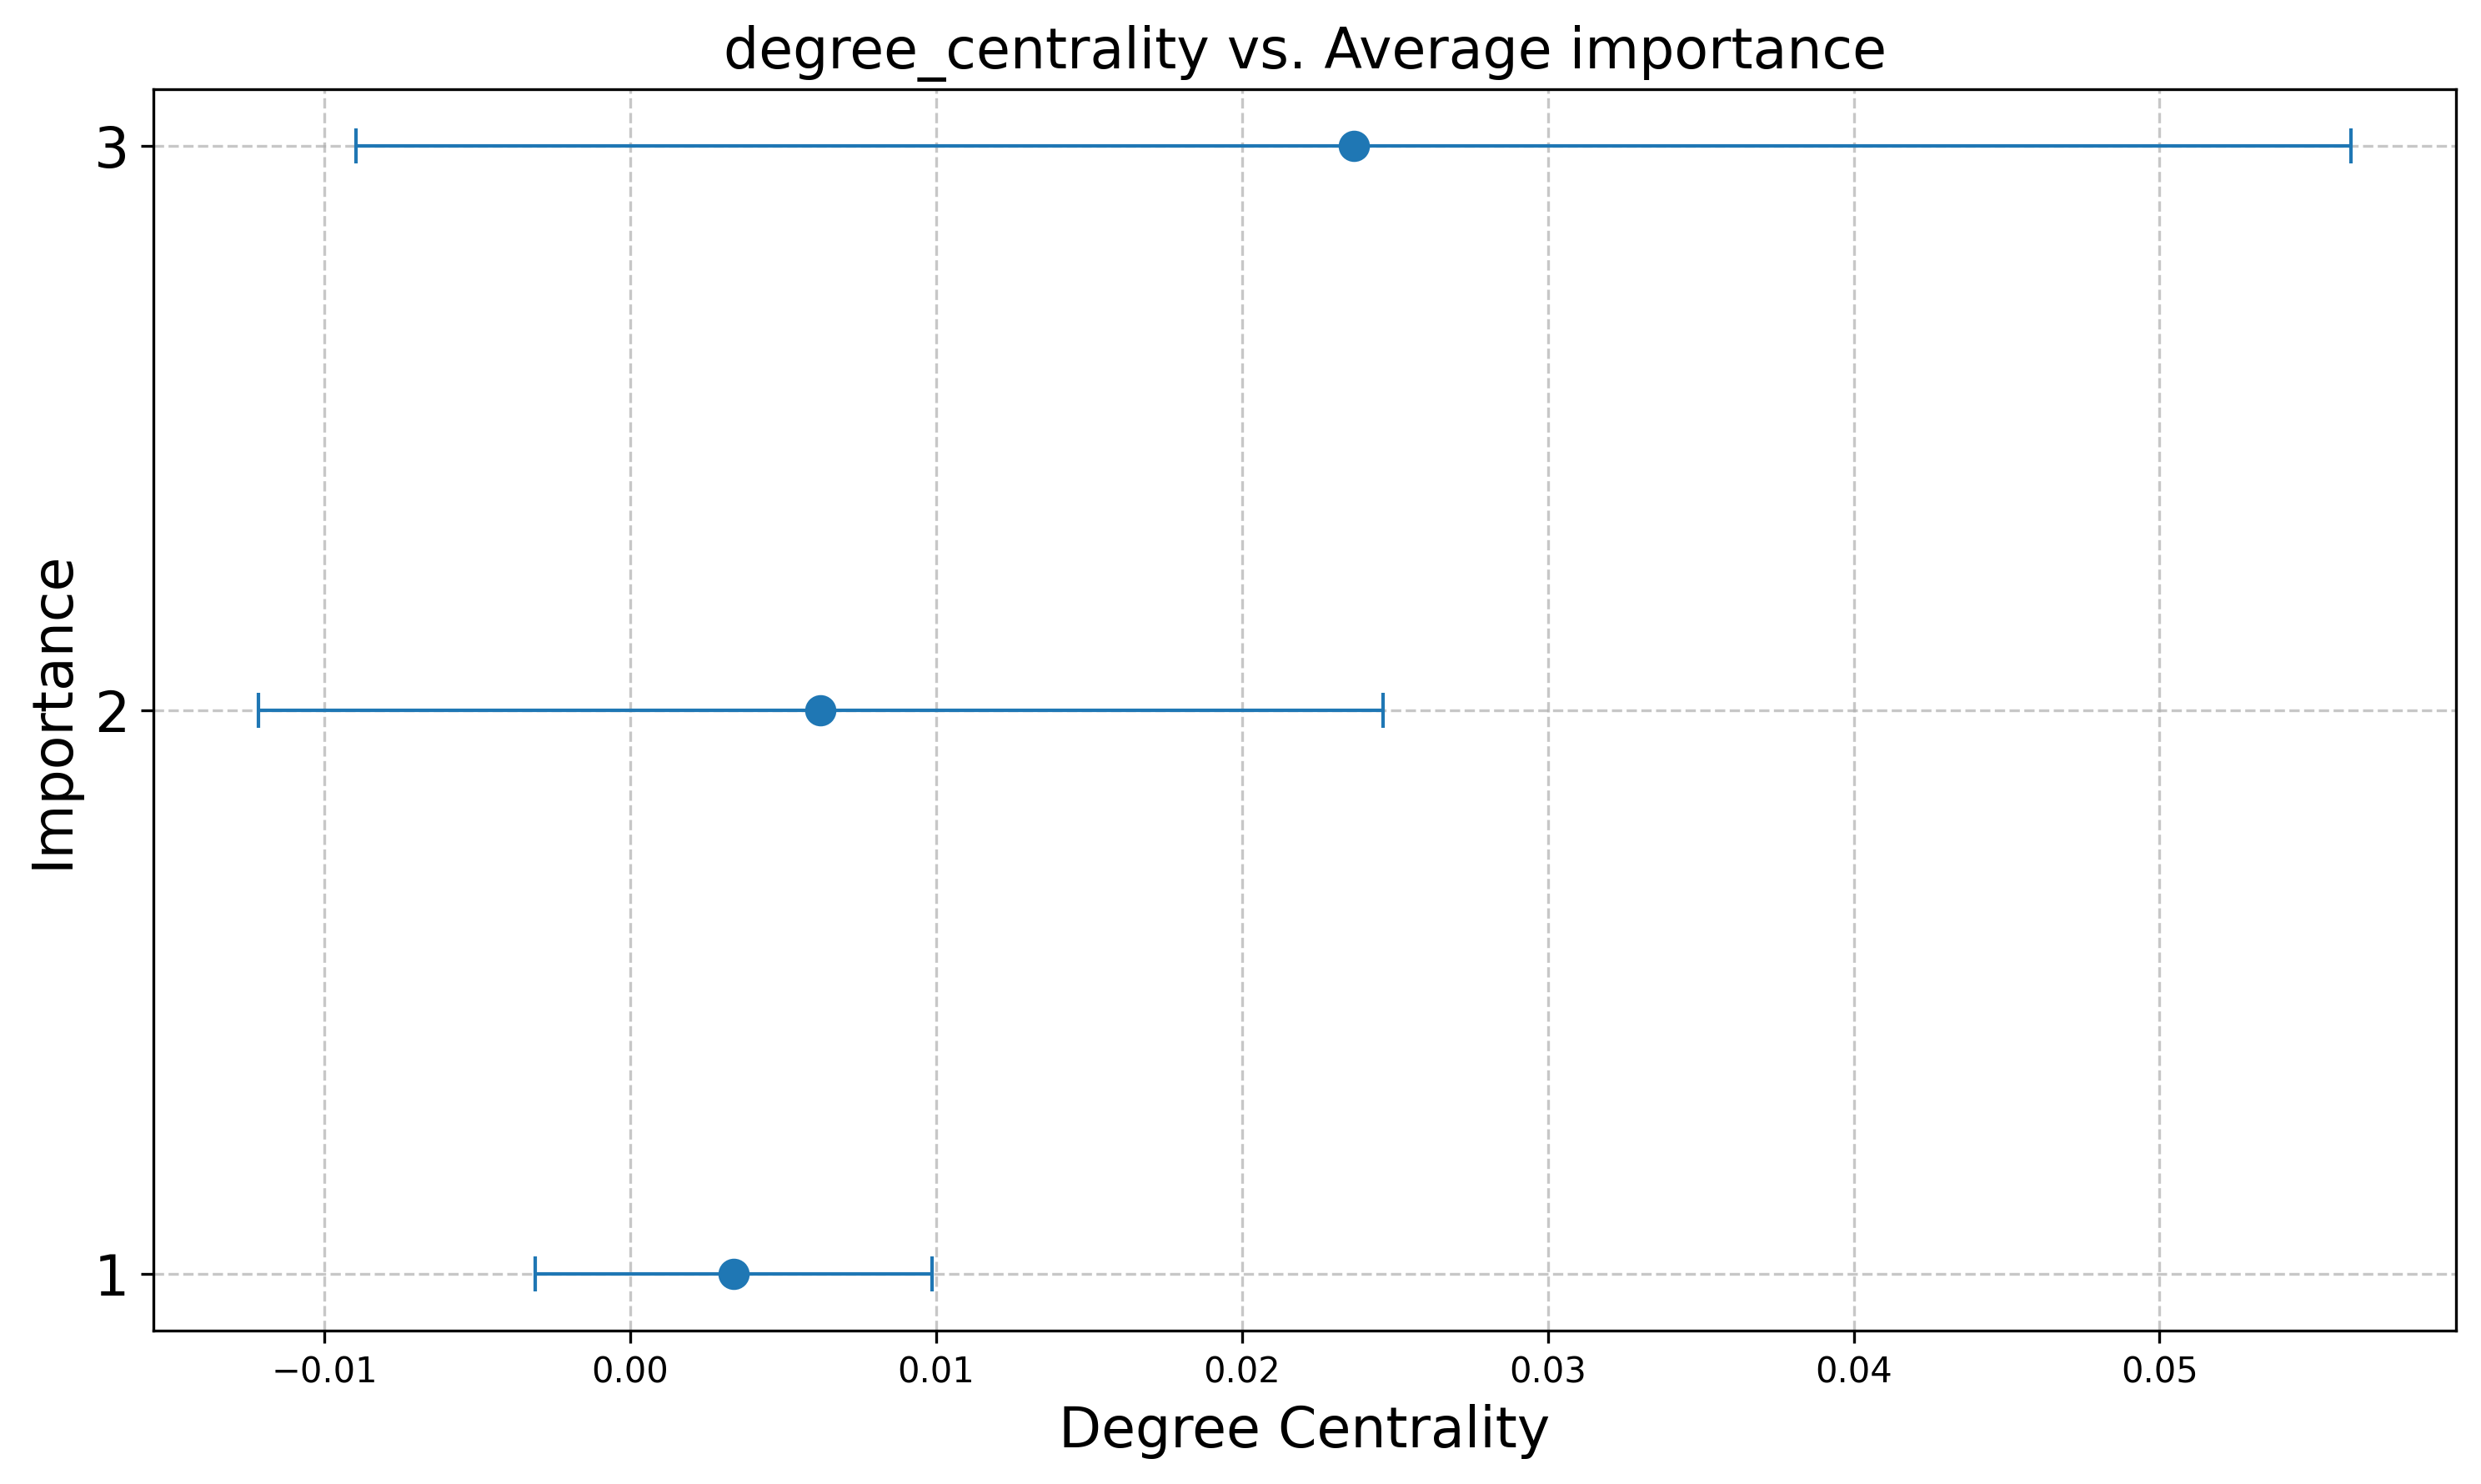 degree_centrality vs. Average importance
3
2
1
Importance
−0.01 0.00 0.01 0.02 0.03 0.04 0.05
Degree Centrality